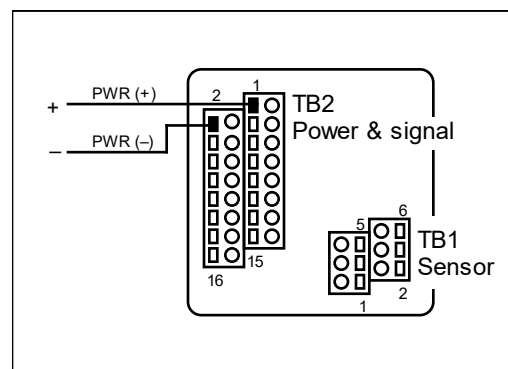 + PWR (+)
– PWR (–)
2 1
TB2
Power & signal
16 15
5 6
TB1
Sensor
1 2